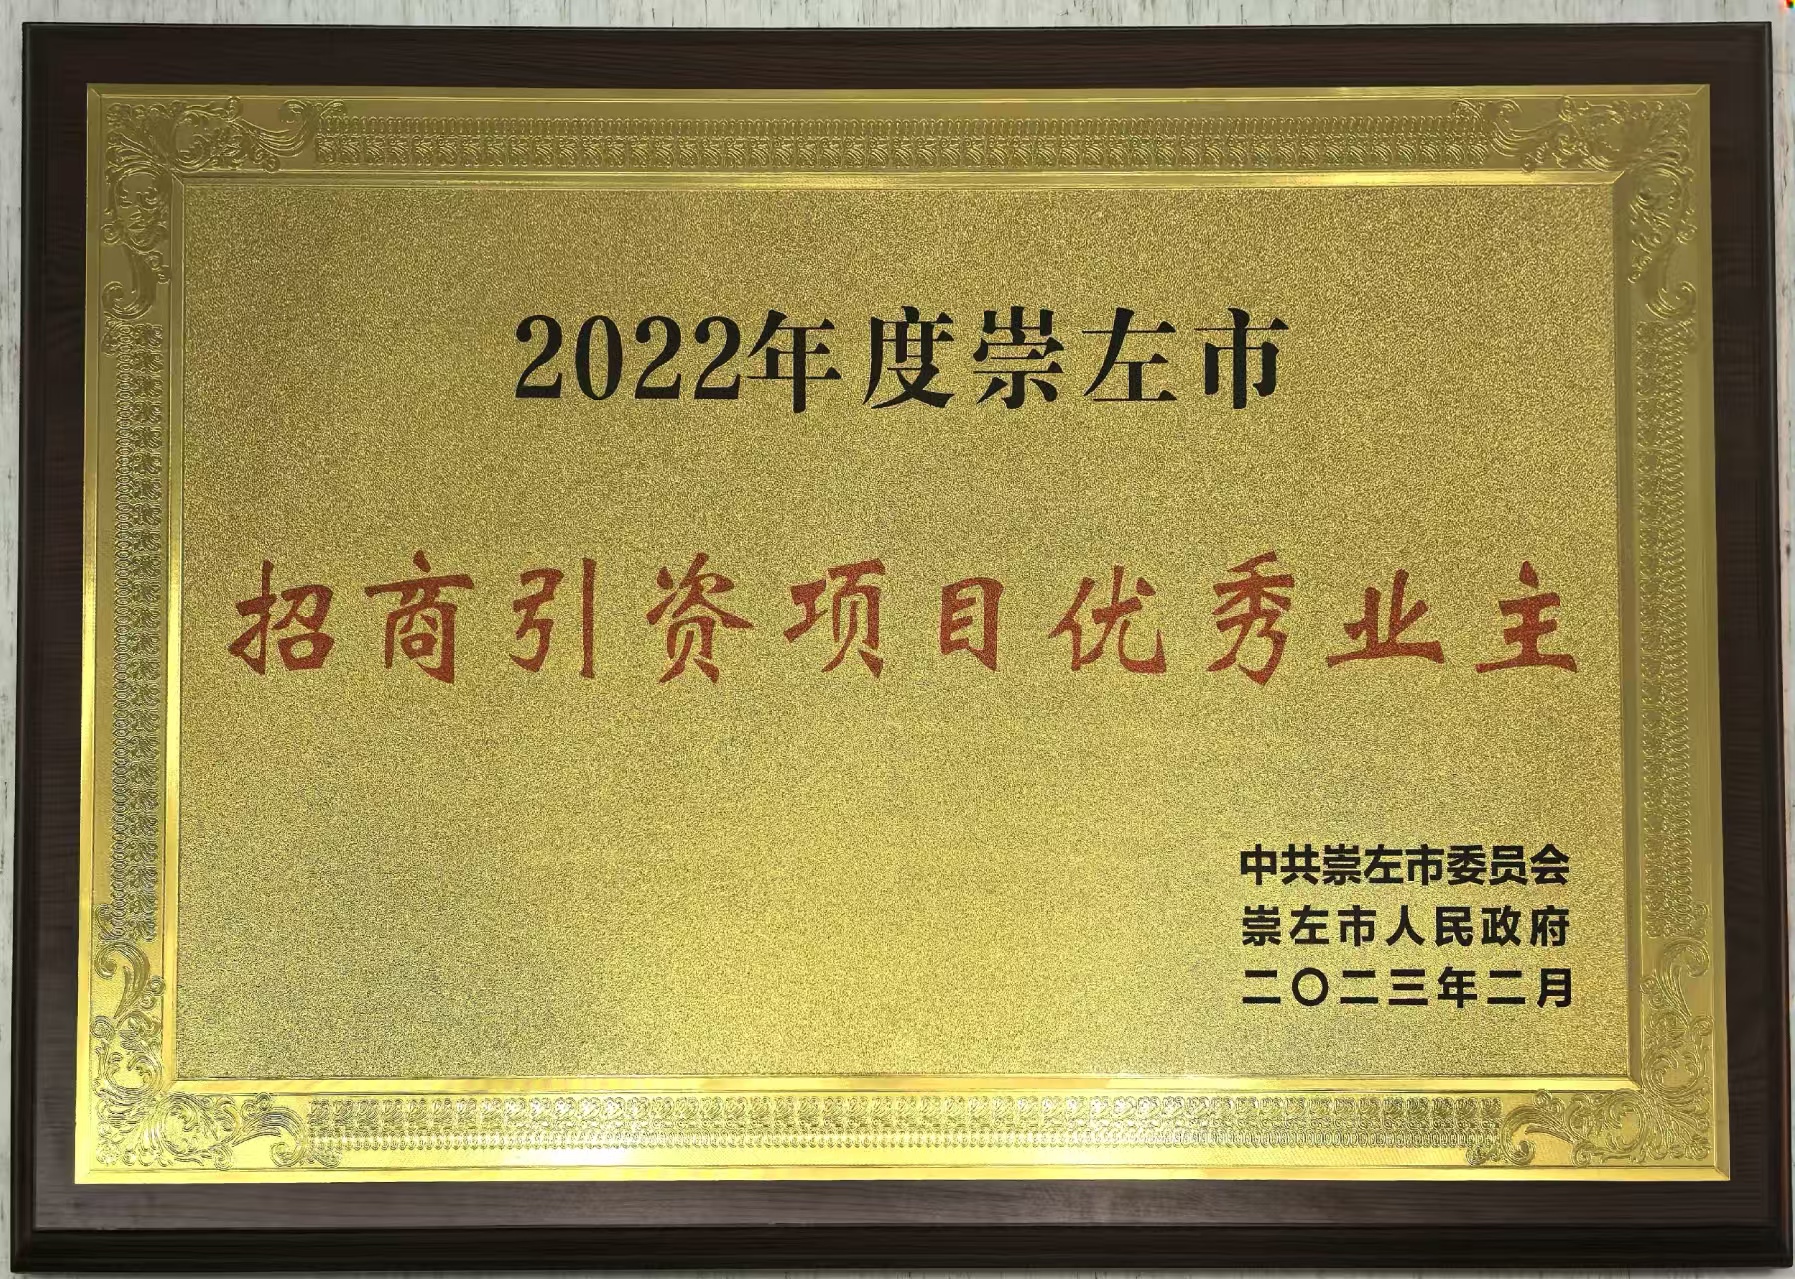 2022年度崇左市
招商引资项目优秀业主
中共崇左市委员会
崇左市人民政府
二〇二三年二月